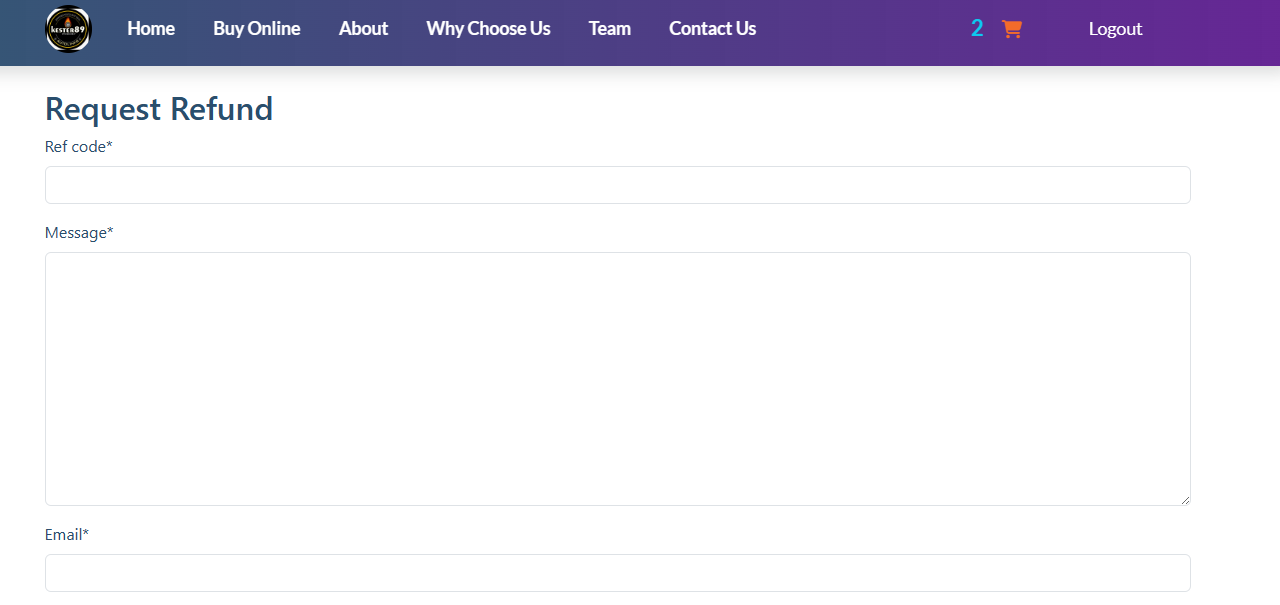 KESTER89
Home Buy Online About Why Choose Us Team Contact Us 2 Logout
Request Refund
Ref code*
Message*
Email*